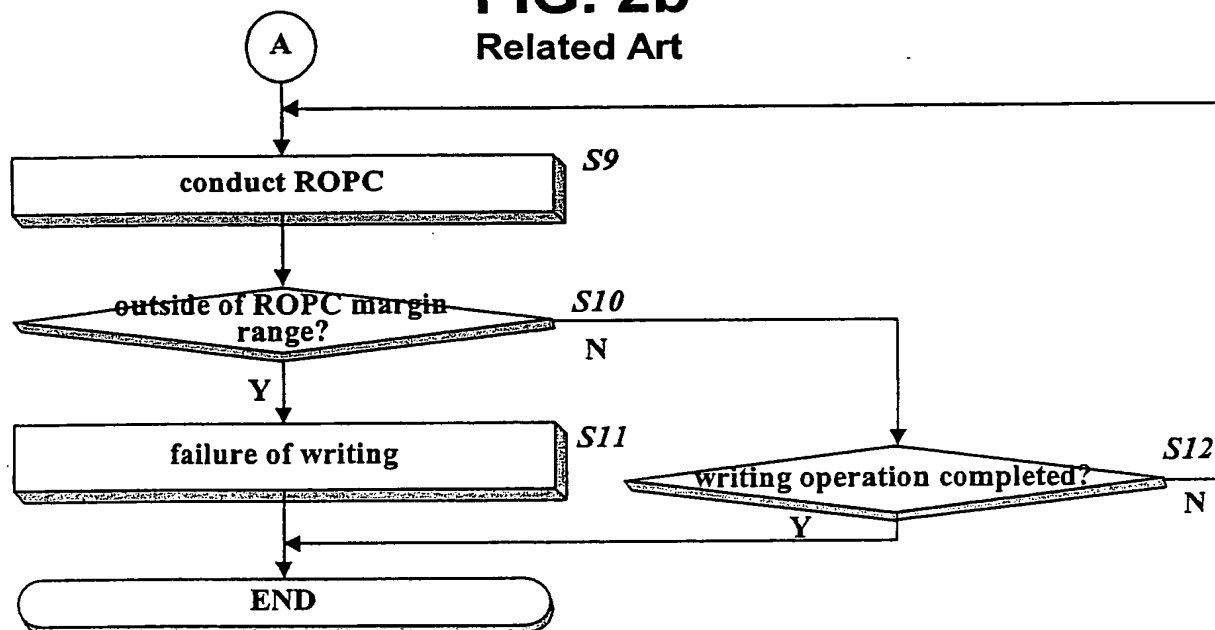 FIG. 2b
Related Art
A
conduct ROPC
S9
outside of ROPC margin
range?
S10
N
Y
failure of writing
S11
writing operation completed?
S12
N
Y
END